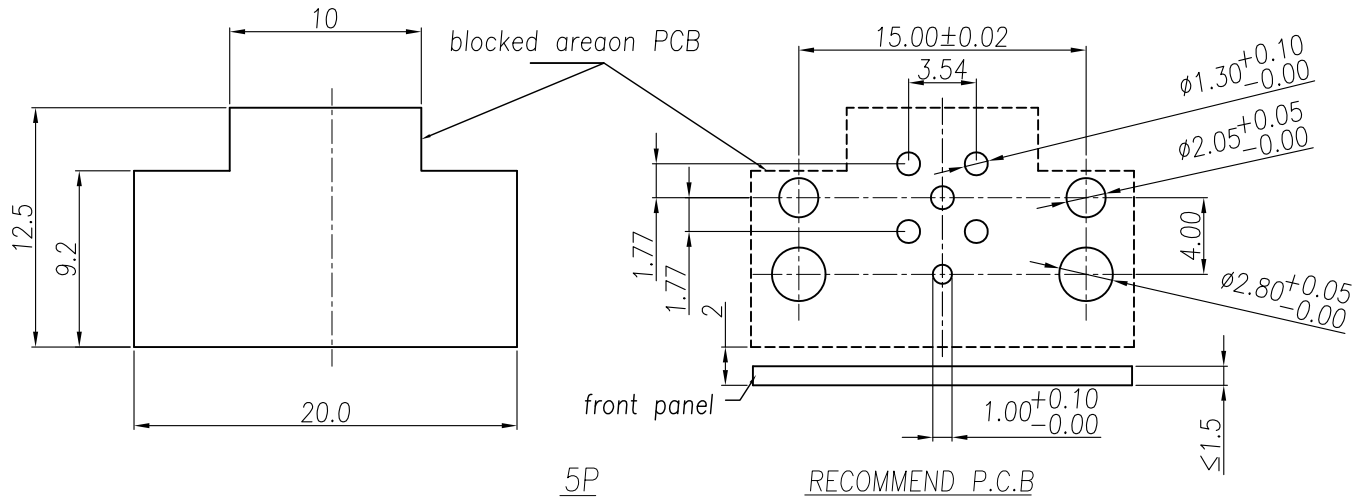 10
blocked areaon PCB
12.5
9.2
20.0
15.00±0.02
3.54
ø1.30+0.10
-0.00
ø2.05+0.05
-0.00
1.77
1.77
4.00
ø2.80+0.05
-0.00
2
front panel
1.00+0.10
-0.00
≤1.5
5P
RECOMMEND P.C.B